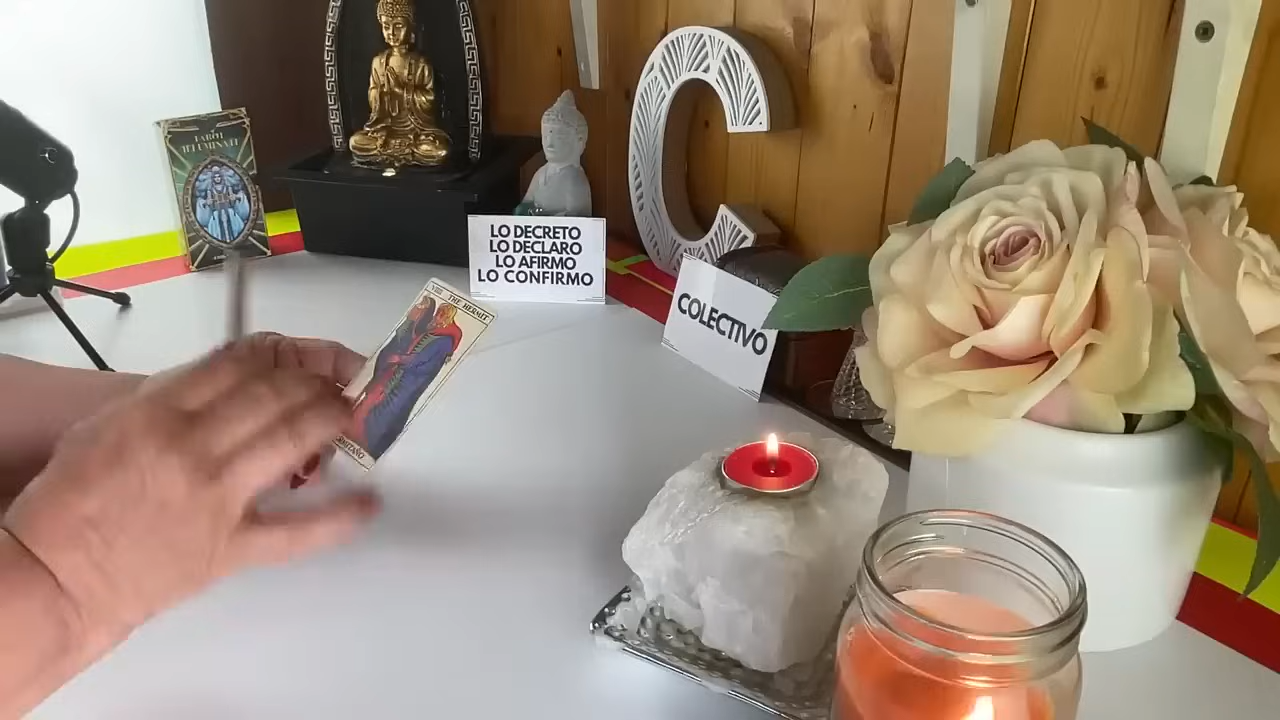 TAROT
ILLUMINATI
LO DECRETO
LO DECLARO
LO AFIRMO
LO CONFIRMO
VIIII THE HERMIT
COLECTIVO
C